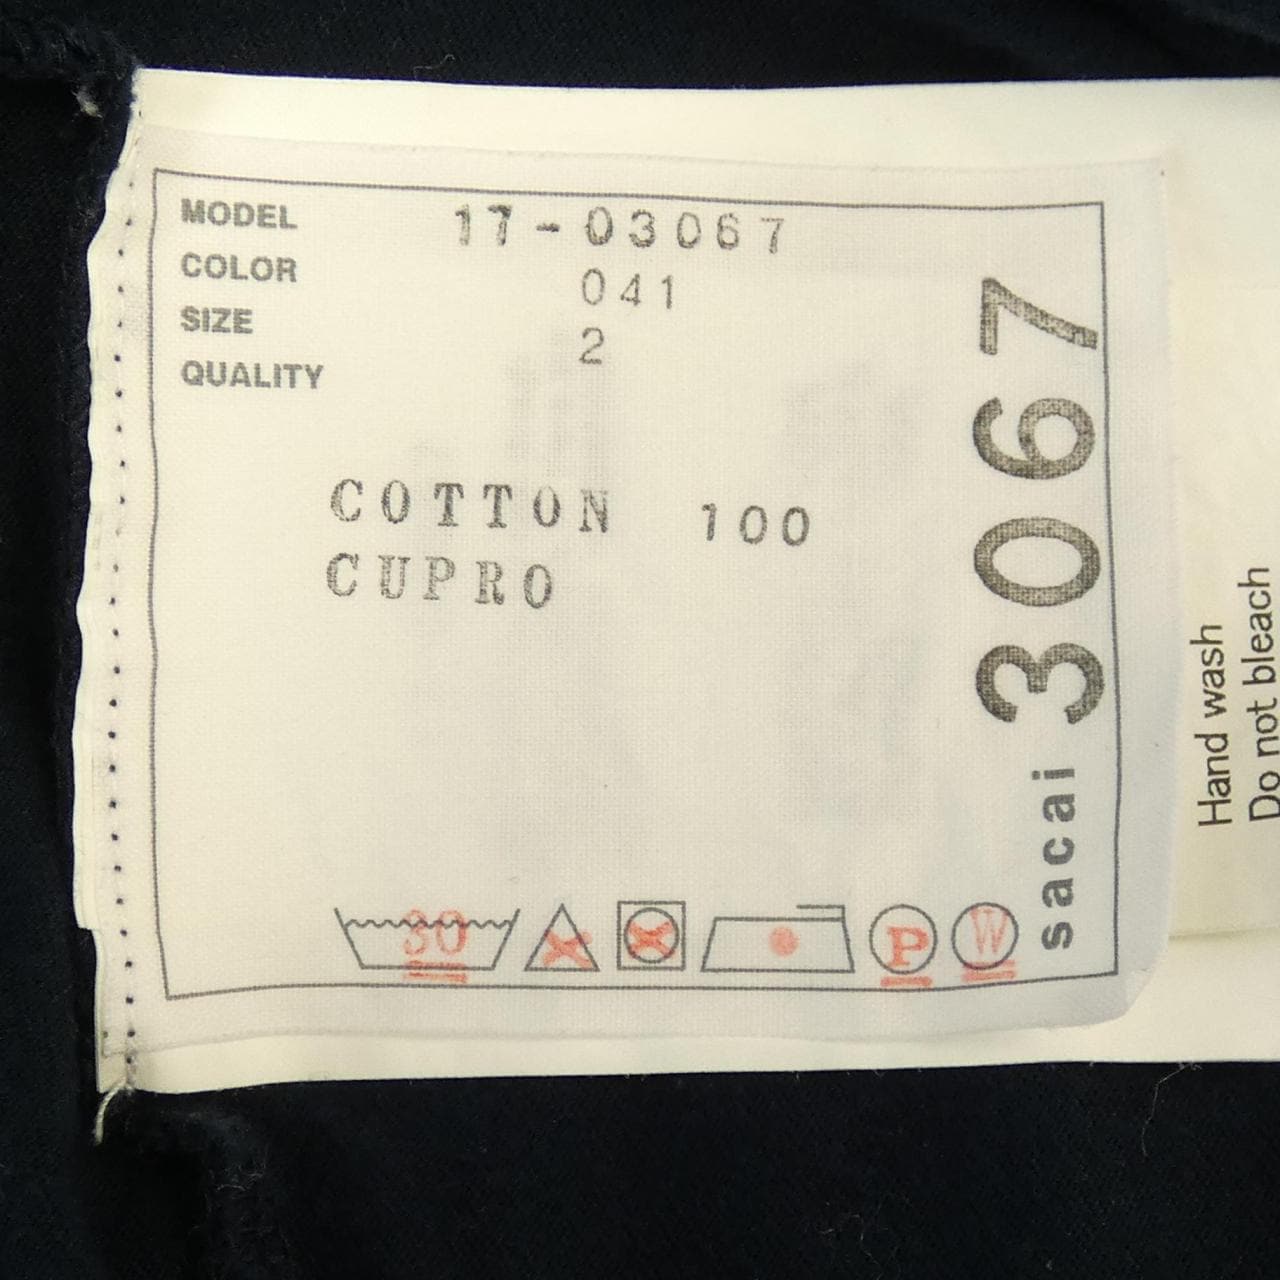 MODEL 17-03067
COLOR 041
SIZE 2
QUALITY
COTTON 100
CUPRO
30
P
W
sacai 3067
Hand wash
Do not bleach